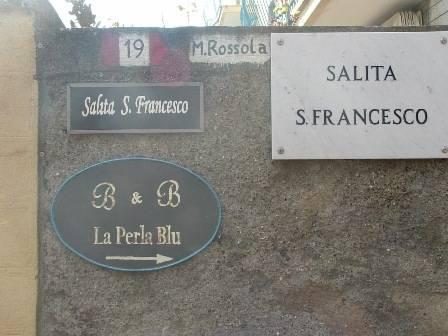 19
M. Rossola
Salita S. Francesco
SALITA
S. FRANCESCO
B & B
La Perla Blu